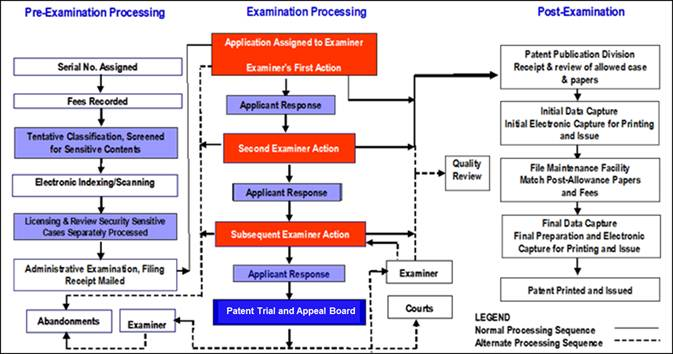 Pre-Examination Processing
Serial No. Assigned
Fees Recorded
Tentative Classification, Screened
for Sensitive Contents
Electronic Indexing/Scanning
Licensing & Review Security Sensitive
Cases Separately Processed
Administrative Examination, Filing
Receipt Mailed
Abandonments
Examiner
Examination Processing
Application Assigned to Examiner
Examiner's First Action
Applicant Response
Second Examiner Action
Applicant Response
Subsequent Examiner Action
Applicant Response
Patent Trial and Appeal Board
Quality
Review
Examiner
Courts
Post-Examination
Patent Publication Division
Receipt & review of allowed case
& papers
Initial Data Capture
Initial Electronic Capture for Printing
and Issue
File Maintenance Facility
Match Post-Allowance Papers
and Fees
Final Data Capture
Final Preparation and Electronic
Capture for Printing and Issue
Patent Printed and Issued
LEGEND
Normal Processing Sequence
Alternate Processing Sequence